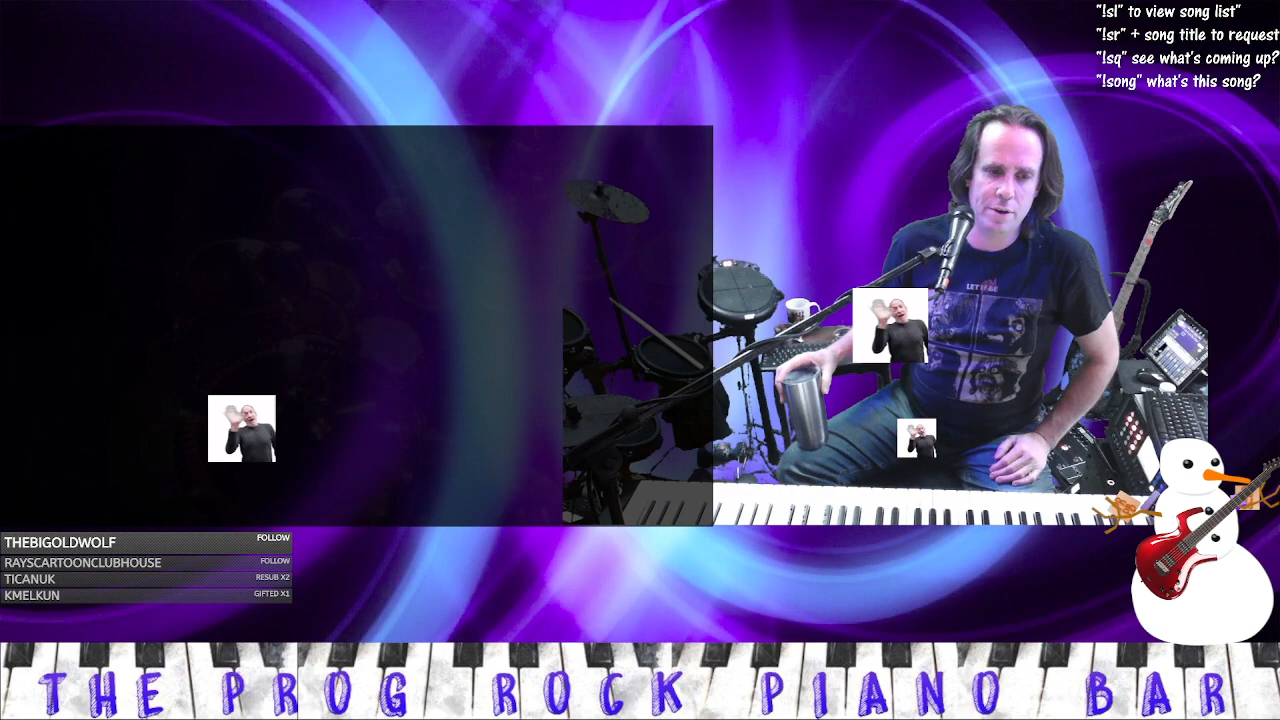 "!sl" to view song list"
"!sr" + song title to request
"!sq" see what's coming up?
"!song" what's this song?
LET IT BE
THEBIGOLDWOLF FOLLOW
RAYSCARTOONCLUBHOUSE FOLLOW
TICANUK RESUB X2
KMELKUN GIFTED X1
THE PROG ROCK PIANO BAR